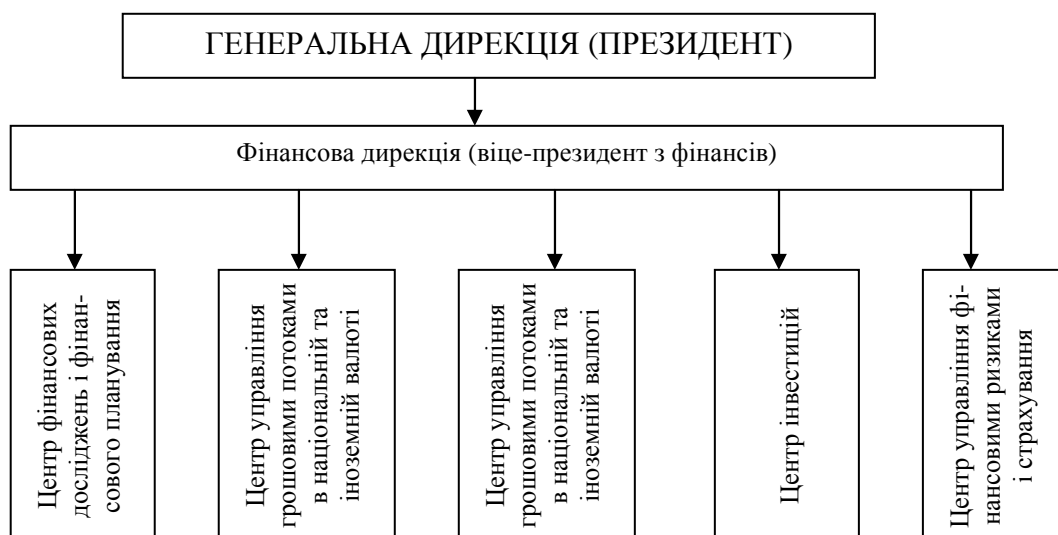 ГЕНЕРАЛЬНА ДИРЕКЦІЯ (ПРЕЗИДЕНТ)
Фінансова дирекція (віце-президент з фінансів)
Центр фінансових
досліджень і фінан-
сового планування
Центр управління
грошовими потоками
в національній та
іноземній валюті
Центр управління
грошовими потоками
в національній та
іноземній валюті
Центр інвестицій
Центр управління фі-
нансовими ризиками
і страхування